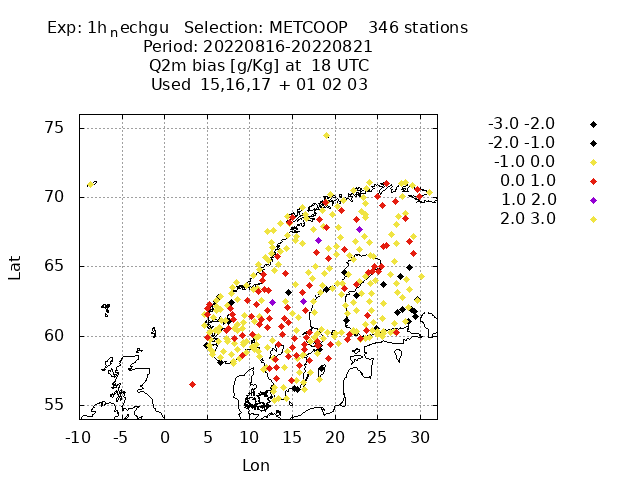 Exp: 1h_nechgu   Selection: METCOOP    346 stations
Period: 20220816-20220821
Q2m bias [g/Kg] at  18 UTC
Used  15,16,17 + 01 02 03
-3.0 -2.0
-2.0 -1.0
-1.0 0.0
0.0 1.0
1.0 2.0
2.0 3.0
75
70
65
60
55
Lat
-10 -5 0 5 10 15 20 25 30
Lon